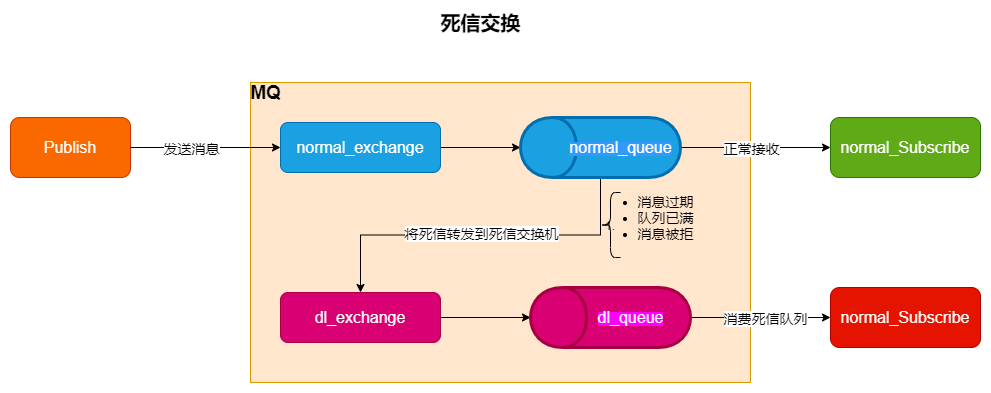 死信交换
MQ
Publish
发送消息
normal_exchange
normal_queue
正常接收
normal_Subscribe
消息过期
队列已满
消息被拒
将死信转发到死信交换机
dl_exchange
dl_queue
消费死信队列
normal_Subscribe